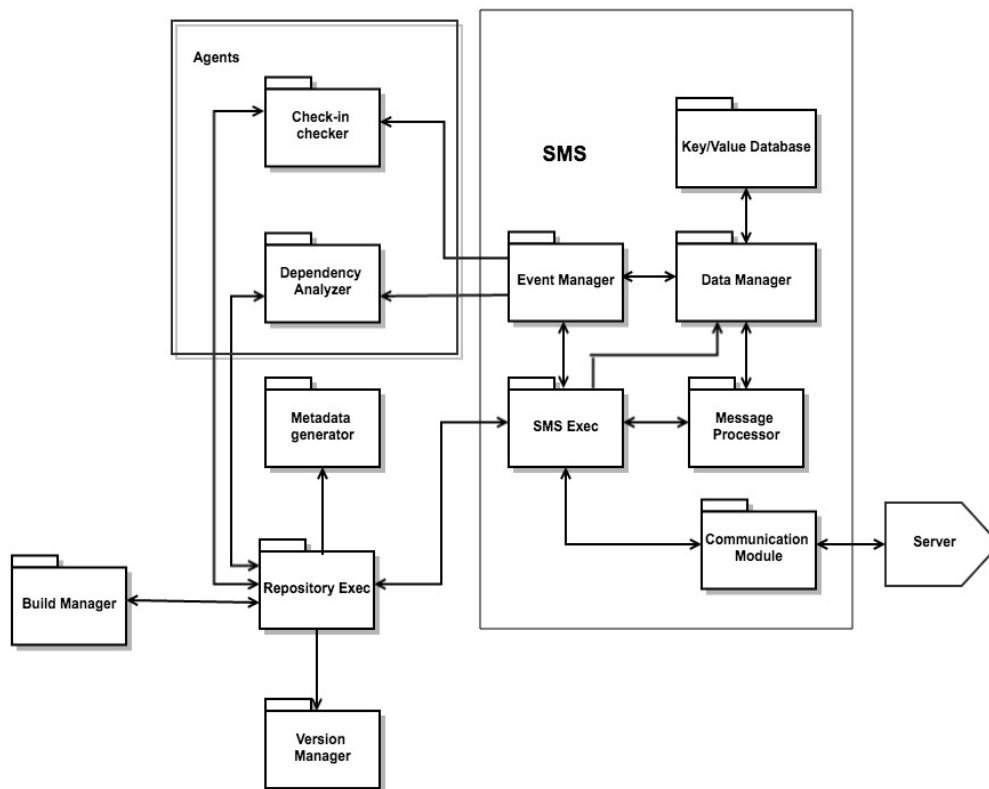 Agents
Check-in
checker
SMS
Key/Value Database
Dependency
Analyzer
Event Manager
Data Manager
Metadata
generator
SMS Exec
Message
Processor
Communication
Module
Server
Build Manager
Repository Exec
Version
Manager